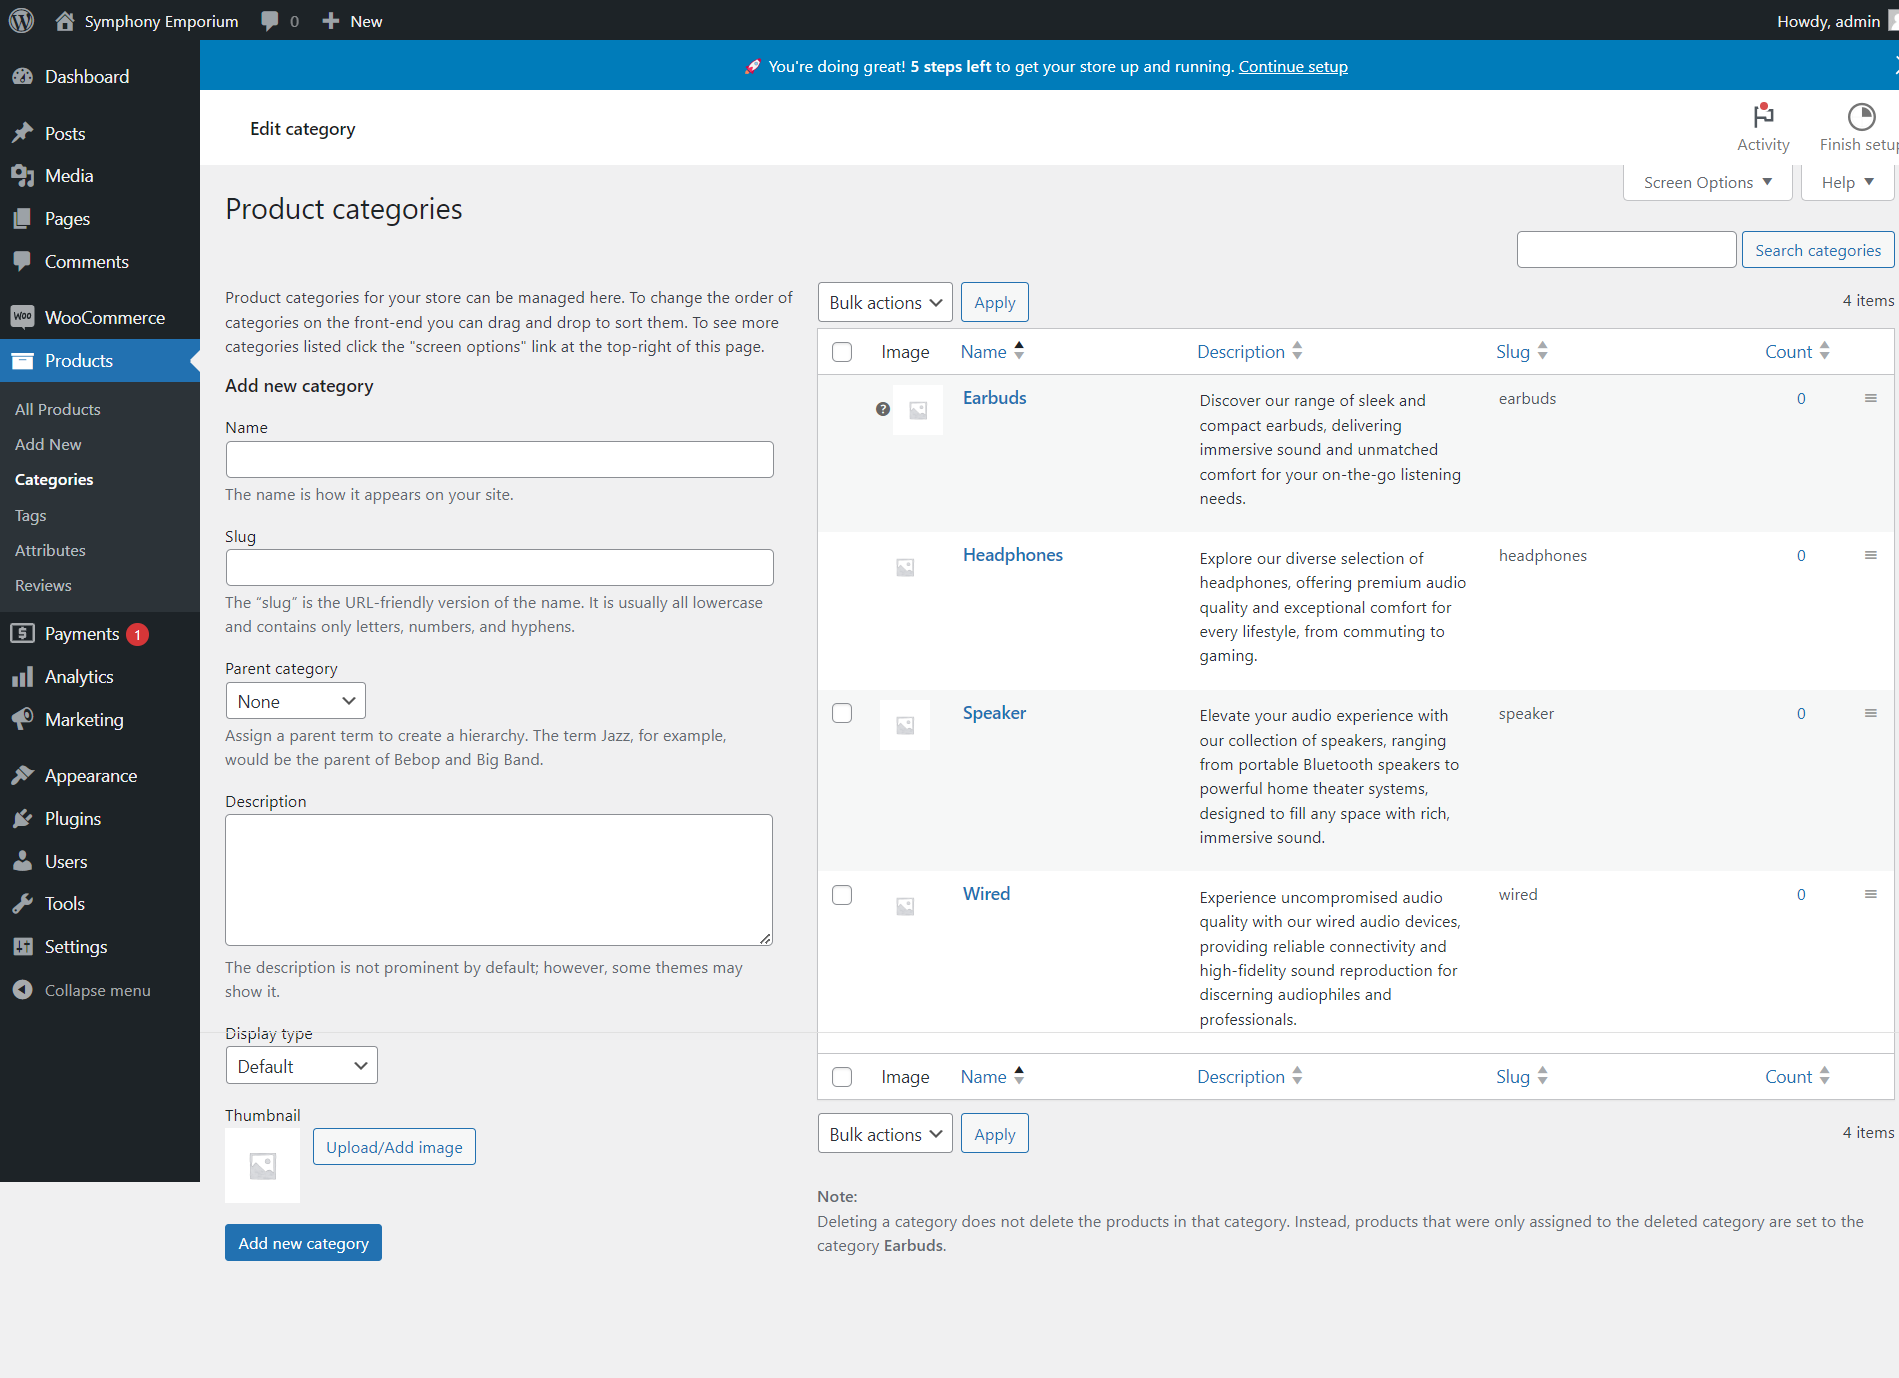 Symphony Emporium
0
New
Howdy, admin
Dashboard
Posts
Media
Pages
Comments
WooCommerce
Products
All Products
Add New
Categories
Tags
Attributes
Reviews
Payments 1
Analytics
Marketing
Appearance
Plugins
Users
Tools
Settings
Collapse menu
🚀 You're doing great! 5 steps left to get your store up and running. Continue setup
Edit category
Activity
Finish setup
Screen Options ▼
Help ▼
Product categories
Search categories
Product categories for your store can be managed here. To change the order of
categories on the front-end you can drag and drop to sort them. To see more
categories listed click the "screen options" link at the top-right of this page.
Add new category
Name
The name is how it appears on your site.
Slug
The “slug” is the URL-friendly version of the name. It is usually all lowercase
and contains only letters, numbers, and hyphens.
Parent category
None
Assign a parent term to create a hierarchy. The term Jazz, for example,
would be the parent of Bebop and Big Band.
Description
The description is not prominent by default; however, some themes may
show it.
Display type
Default
Thumbnail
Upload/Add image
Add new category
Bulk actions
Apply
4 items
Image
Name
Description
Slug
Count
?
Earbuds
Discover our range of sleek and
compact earbuds, delivering
immersive sound and unmatched
comfort for your on-the-go listening
needs.
earbuds
0
Headphones
Explore our diverse selection of
headphones, offering premium audio
quality and exceptional comfort for
every lifestyle, from commuting to
gaming.
headphones
0
Speaker
Elevate your audio experience with
our collection of speakers, ranging
from portable Bluetooth speakers to
powerful home theater systems,
designed to fill any space with rich,
immersive sound.
speaker
0
Wired
Experience uncompromised audio
quality with our wired audio devices,
providing reliable connectivity and
high-fidelity sound reproduction for
discerning audiophiles and
professionals.
wired
0
Image
Name
Description
Slug
Count
Bulk actions
Apply
4 items
Note:
Deleting a category does not delete the products in that category. Instead, products that were only assigned to the deleted category are set to the
category Earbuds.